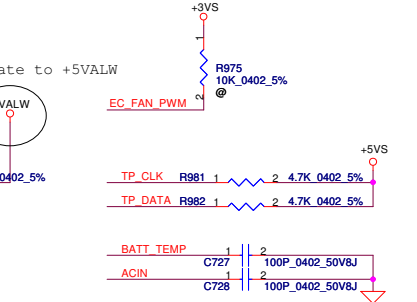 +3VS
1
R975
10K_0402_5%
@
2
EC_FAN_PWM
ate to +5VALW
VALW
0402_5%
+5VS
TP_CLK R981 1 2 4.7K_0402_5%
TP_DATA R982 1 2 4.7K_0402_5%
BATT_TEMP 1 2
C727 100P_0402_50V8J
ACIN 1 2
C728 100P_0402_50V8J